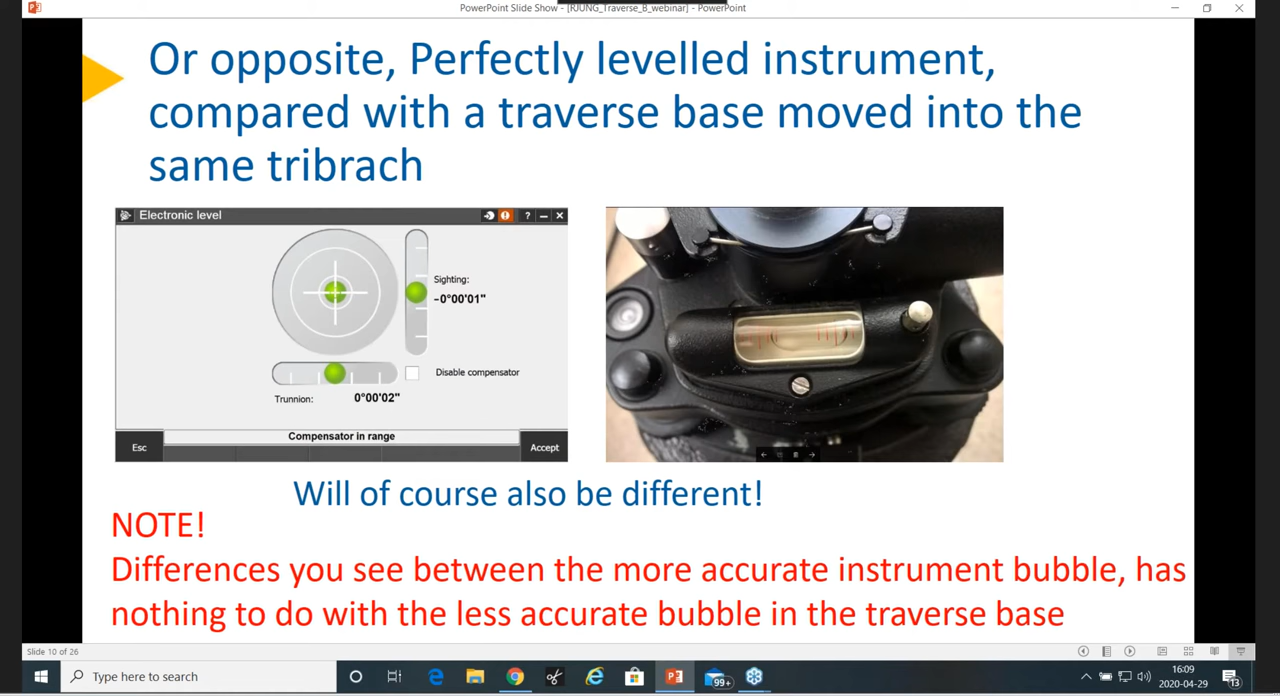 PowerPoint Slide Show - [RJUNG_Traverse_B_webinar] - PowerPoint
Or opposite, Perfectly levelled instrument,
compared with a traverse base moved into the
same tribrach
Electronic level
?
Sighting:
-0°00'01"
Disable compensator
Trunnion: 0°00'02"
Compensator in range
Esc
Accept
Will of course also be different!
NOTE!
Differences you see between the more accurate instrument bubble, has
nothing to do with the less accurate bubble in the traverse base
Slide 10 of 26
Type here to search
99+
16:09
2020-04-29
13